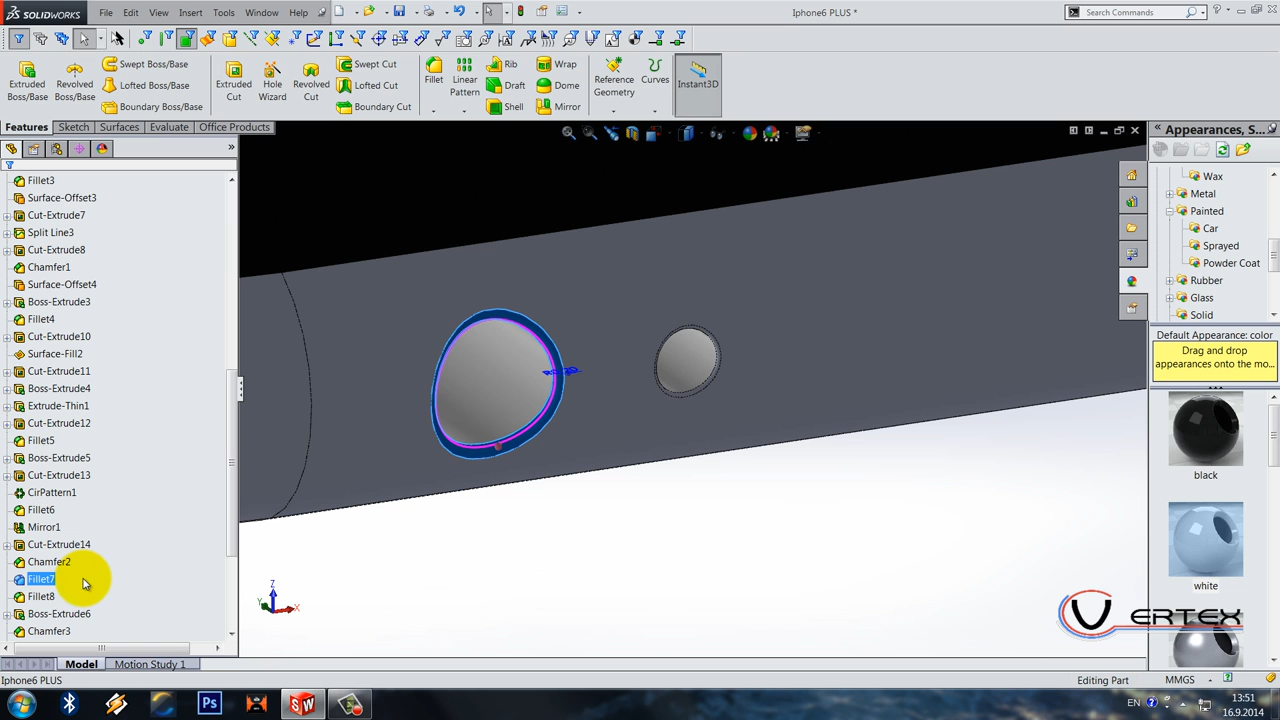 SOLIDWORKS File Edit View Insert Tools Window Help Iphone6 PLUS * Search Commands
Extruded Boss/Base Revolved Boss/Base Swept Boss/Base Lofted Boss/Base Boundary Boss/Base Extruded Cut Hole Wizard Revolved Cut Swept Cut Lofted Cut Boundary Cut Fillet Linear Pattern Rib Draft Shell Wrap Dome Mirror Reference Geometry Curves Instant3D
Features Sketch Surfaces Evaluate Office Products
Appearances, S...
Fillet3
Surface-Offset3
Cut-Extrude7
Split Line3
Cut-Extrude8
Chamfer1
Surface-Offset4
Boss-Extrude3
Fillet4
Cut-Extrude10
Surface-Fill2
Cut-Extrude11
Boss-Extrude4
Extrude-Thin1
Cut-Extrude12
Fillet5
Boss-Extrude5
Cut-Extrude13
CirPattern1
Fillet6
Mirror1
Cut-Extrude14
Chamfer2
Fillet7
Fillet8
Boss-Extrude6
Chamfer3
Z
Y
X
Wax
Metal
Painted
Car
Sprayed
Powder Coat
Rubber
Glass
Solid
Default Appearance: color
Drag and drop
appearances onto the mo...
black
white
VERTEX
Model Motion Study 1
Iphone6 PLUS Editing Part MMGS
Ps SW EN 13:51
16.9.2014